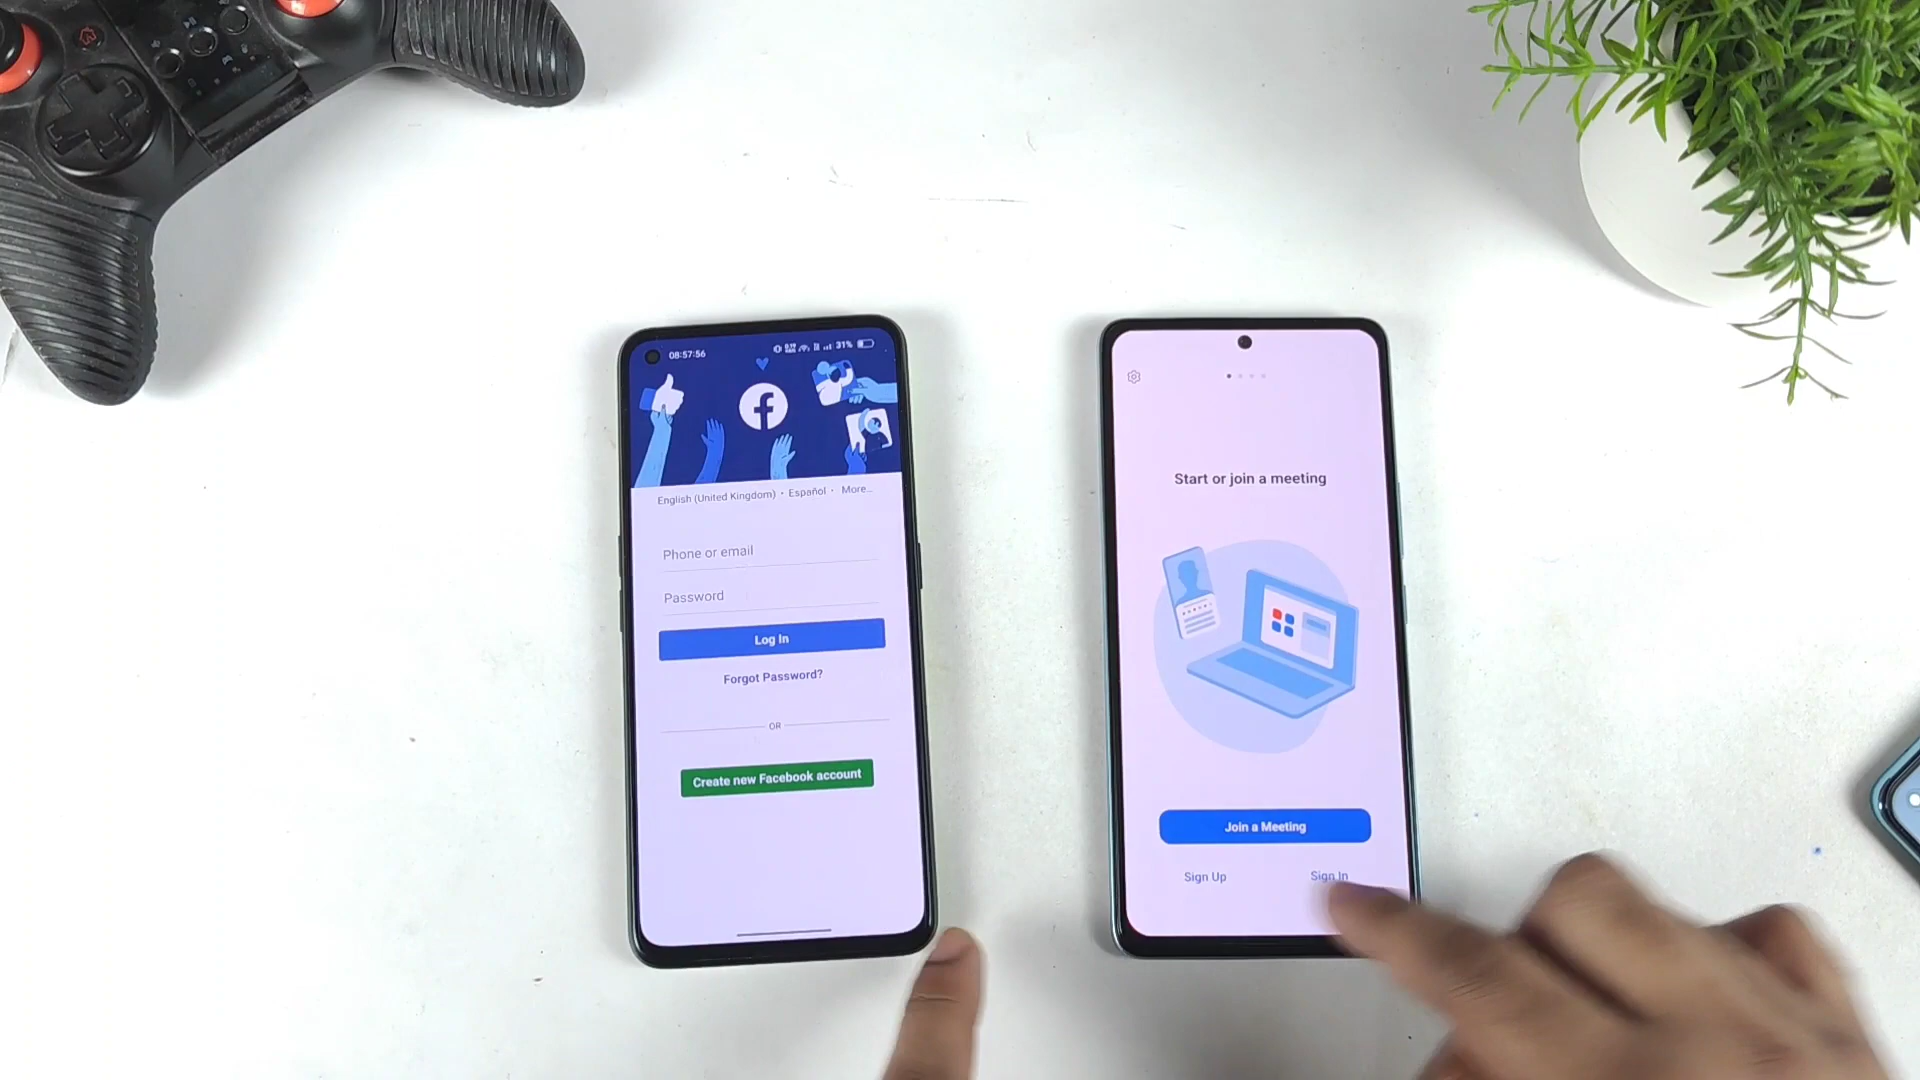 08:57:56
31%
English (United Kingdom) • Español • More...
Phone or email
Password
Log In
Forgot Password?
OR
Create new Facebook account
Start or join a meeting
Join a Meeting
Sign Up
Sign In